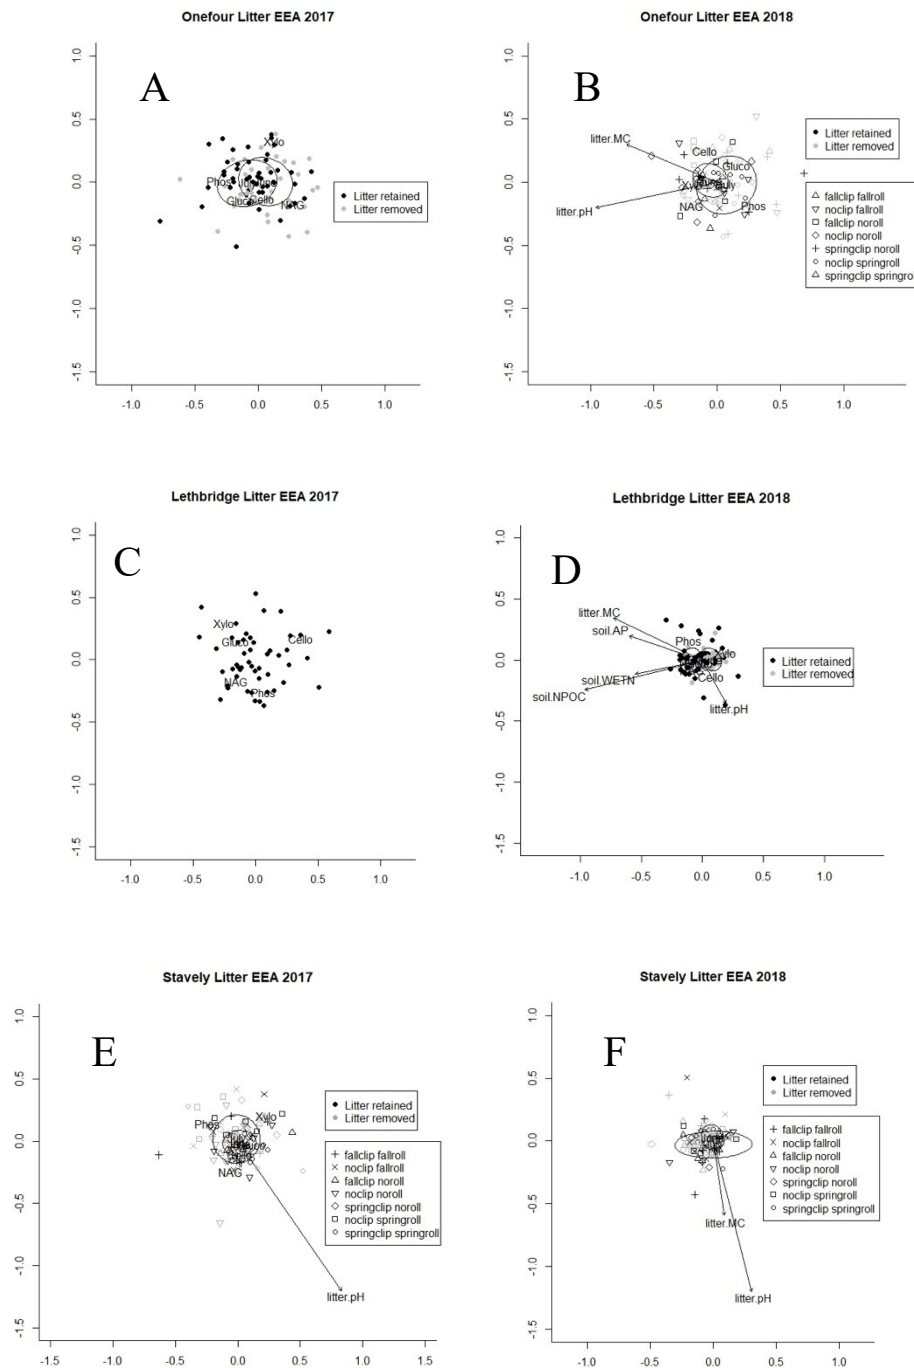 Onefour Litter EEA 2017
A
1.0
0.5
0.0
-0.5
-1.0
-1.5
Xylo
Phos
Gluco
Cello
NAG
Litter retained
Litter removed
-1.0 -0.5 0.0 0.5 1.0
Onefour Litter EEA 2018
B
1.0
0.5
0.0
-0.5
-1.0
-1.5
litter.MC
litter.pH
Cello
Gluco
Xylo
NAG
Phos
Litter retained
Litter removed
fallclip fallroll
noclip fallroll
fallclip noroll
noclip noroll
springclip noroll
noclip springroll
springclip springrol
-1.0 -0.5 0.0 0.5 1.0
Lethbridge Litter EEA 2017
C
1.0
0.5
0.0
-0.5
-1.0
-1.5
Xylo
Gluco
Cello
NAG
Phos
-1.0 -0.5 0.0 0.5 1.0
Lethbridge Litter EEA 2018
D
1.0
0.5
0.0
-0.5
-1.0
-1.5
litter.MC
soil.AP
Phos
Xylo
soil.WETN
Cello
soil.NPOC
litter.pH
Litter retained
Litter removed
-1.0 -0.5 0.0 0.5 1.0
Stavely Litter EEA 2017
E
1.0
0.5
0.0
-0.5
-1.0
-1.5
Phos
Xylo
NAG
litter.pH
Litter retained
Litter removed
fallclip fallroll
noclip fallroll
fallclip noroll
noclip noroll
springclip noroll
noclip springroll
springclip springroll
-1.5 -1.0 -0.5 0.0 0.5 1.0 1.5
Stavely Litter EEA 2018
F
1.0
0.5
0.0
-0.5
-1.0
-1.5
litter.MC
litter.pH
Litter retained
Litter removed
fallclip fallroll
noclip fallroll
fallclip noroll
noclip noroll
springclip noroll
noclip springroll
springclip springroll
-1.0 -0.5 0.0 0.5 1.0